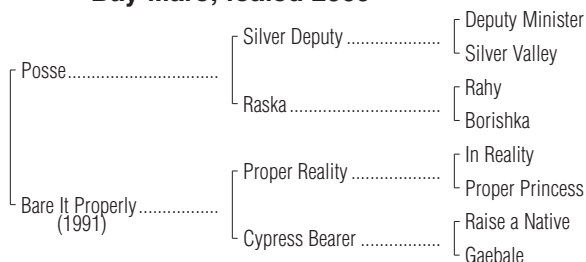 Bay Mare; foaled
Deputy Minister
Silver Deputy ....................
Silver Valley
Posse................................
Rahy
Raska ................................
Borishka
In Reality
Proper Reality ....................
Proper Princess
Bare It Properly .................
(1991)
Raise a Native
Cypress Bearer .................
Gaebale